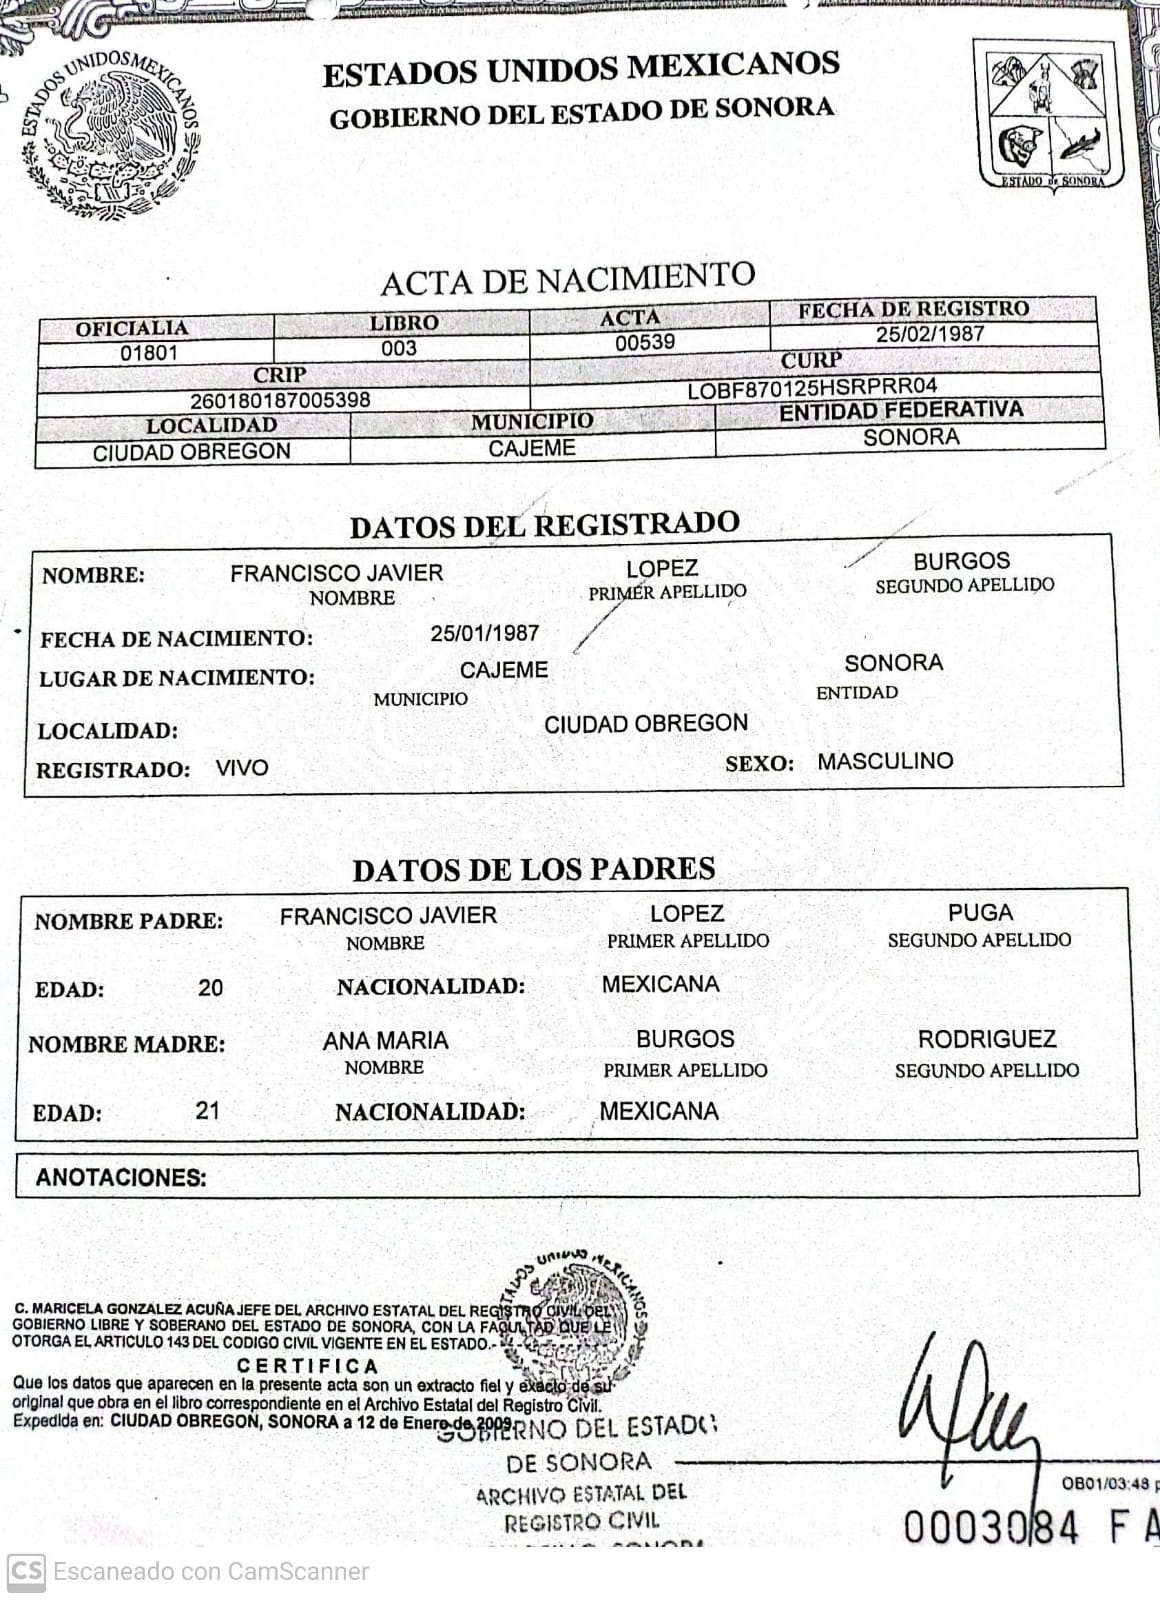 ESTADOS UNIDOS MEXICANOS
ESTADOS UNIDOS MEXICANOS
GOBIERNO DEL ESTADO DE SONORA
ESTADO DE SONORA
ACTA DE NACIMIENTO
OFICIALIA LIBRO ACTA FECHA DE REGISTRO
01801 003 00539 25/02/1987
CRIP CURP
260180187005398 LOBF870125HSRPRR04
LOCALIDAD MUNICIPIO ENTIDAD FEDERATIVA
CIUDAD OBREGON CAJEME SONORA
DATOS DEL REGISTRADO
NOMBRE: FRANCISCO JAVIER LOPEZ BURGOS
NOMBRE PRIMER APELLIDO SEGUNDO APELLIDO
FECHA DE NACIMIENTO: 25/01/1987
LUGAR DE NACIMIENTO: CAJEME SONORA
MUNICIPIO ENTIDAD
LOCALIDAD: CIUDAD OBREGON
REGISTRADO: VIVO SEXO: MASCULINO
DATOS DE LOS PADRES
NOMBRE PADRE: FRANCISCO JAVIER LOPEZ PUGA
NOMBRE PRIMER APELLIDO SEGUNDO APELLIDO
EDAD: 20 NACIONALIDAD: MEXICANA
NOMBRE MADRE: ANA MARIA BURGOS RODRIGUEZ
NOMBRE PRIMER APELLIDO SEGUNDO APELLIDO
EDAD: 21 NACIONALIDAD: MEXICANA
ANOTACIONES:
ESTADOS UNIDOS MEXICANOS
C. MARICELA GONZALEZ ACUÑA JEFE DEL ARCHIVO ESTATAL DEL REGISTRO CIVIL DEL
GOBIERNO LIBRE Y SOBERANO DEL ESTADO DE SONORA, CON LA FACULTAD QUE LE
OTORGA EL ARTICULO 143 DEL CODIGO CIVIL VIGENTE EN EL ESTADO.-
CERTIFICA
Que los datos que aparecen en la presente acta son un extracto fiel y exacto de su
original que obra en el libro correspondiente en el Archivo Estatal del Registro Civil.
Expedida en: CIUDAD OBREGON, SONORA a 12 de Enero de 2009
GOBIERNO DEL ESTADO
DE SONORA
ARCHIVO ESTATAL DEL
REGISTRO CIVIL
OB01/03:48 p
0003084 F A
CS Escaneado con CamScanner